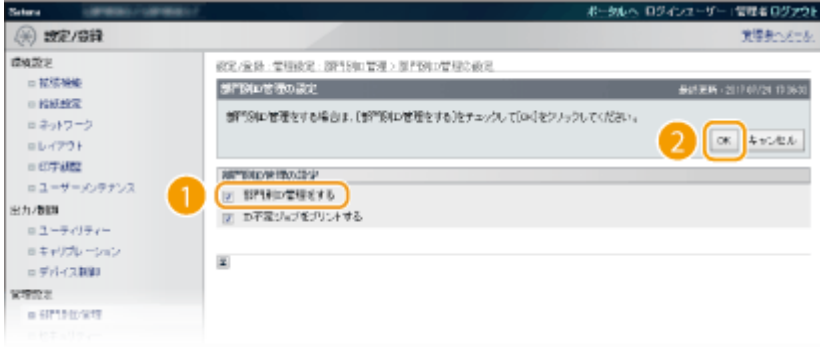 Satera
ポータルへ ログインユーザー: 管理者 ログアウト
設定/登録
管理者へメール
環境設定
拡張機能
給紙設定
ネットワーク
レイアウト
印字調整
ユーザーメンテナンス
出力/制御
ユーティリティー
キャリブレーション
デバイス制御
管理設定
部門別ID管理
設定/登録 : 管理設定 : 部門別ID管理 > 部門別ID管理の設定
部門別ID管理の設定
部門別ID管理をする場合は、[部門別ID管理をする]をチェックして[OK]をクリックしてください。
2
OK
キャンセル
部門別ID管理の設定
1
部門別ID管理をする
ID不定ジョブをプリントする